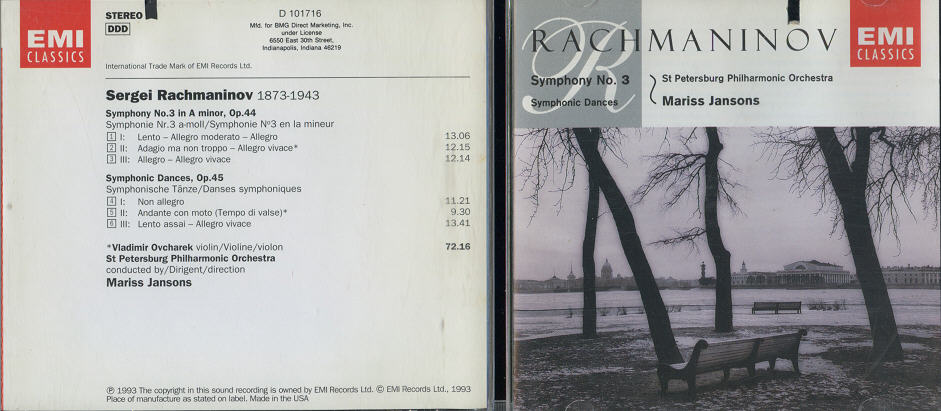 EMI
CLASSICS
STEREO
DDD
D 101716
Mfd. for BMG Direct Marketing, Inc.
under License
6550 East 30th Street,
Indianapolis, Indiana 46219
International Trade Mark of EMI Records Ltd.
Sergei Rachmaninov 1873-1943
Symphony No.3 in A minor, Op.44
Symphonie Nr.3 a-moll/Symphonie Nº3 en la mineur
1 I: Lento – Allegro moderato – Allegro 13.06
2 II: Adagio ma non troppo – Allegro vivace* 12.15
3 III: Allegro – Allegro vivace 12.14
Symphonic Dances, Op.45
Symphonische Tänze/Danses symphoniques
4 I: Non allegro 11.21
5 II: Andante con moto (Tempo di valse)* 9.30
6 III: Lento assai – Allegro vivace 13.41
*Vladimir Ovcharek violin/Violine/violon 72.16
St Petersburg Philharmonic Orchestra
conducted by/Dirigent/direction
Mariss Jansons
℗ 1993 The copyright in this sound recording is owned by EMI Records Ltd. © EMI Records Ltd., 1993
Place of manufacture as stated on label. Made in the USA
R
RACHMANINOV
Symphony No. 3
Symphonic Dances
St Petersburg Philharmonic Orchestra
Mariss Jansons
EMI
CLASSICS